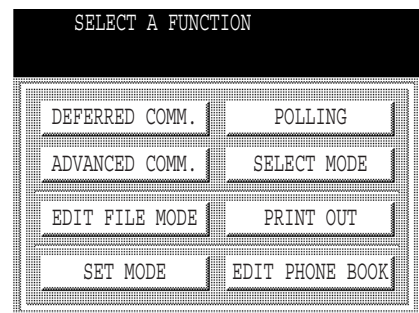 SELECT A FUNCTION
DEFERRED COMM. POLLING
ADVANCED COMM. SELECT MODE
EDIT FILE MODE PRINT OUT
SET MODE EDIT PHONE BOOK